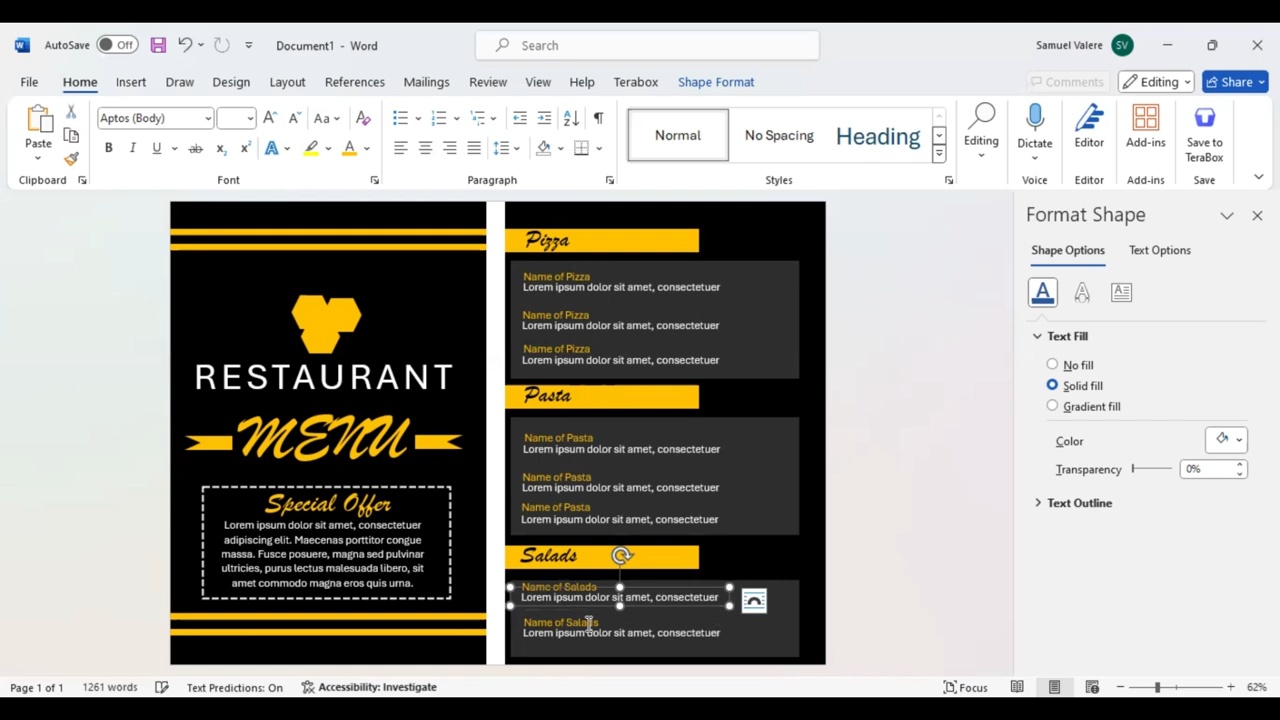 AutoSave Off Document1 - Word Search Samuel Valere SV
File Home Insert Draw Design Layout References Mailings Review View Help Terabox Shape Format Comments Editing Share
Aptos (Body) Aa Normal No Spacing Heading
Paste B I U ab x₂ x² A A Editing Dictate Editor Add-ins Save to TeraBox
Clipboard Font Paragraph Styles Voice Editor Add-ins Save
RESTAURANT
MENU
Special Offer
Lorem ipsum dolor sit amet, consectetuer
adipiscing elit. Maecenas porttitor congue
massa. Fusce posuere, magna sed pulvinar
ultricies, purus lectus malesuada libero, sit
amet commodo magna eros quis urna.
Pizza
Name of Pizza
Lorem ipsum dolor sit amet, consectetuer
Name of Pizza
Lorem ipsum dolor sit amet, consectetuer
Name of Pizza
Lorem ipsum dolor sit amet, consectetuer
Pasta
Name of Pasta
Lorem ipsum dolor sit amet, consectetuer
Name of Pasta
Lorem ipsum dolor sit amet, consectetuer
Name of Pasta
Lorem ipsum dolor sit amet, consectetuer
Salads
Name of Salads
Lorem ipsum dolor sit amet, consectetuer
Name of Salads
Lorem ipsum dolor sit amet, consectetuer
Format Shape
Shape Options Text Options
Text Fill
No fill
Solid fill
Gradient fill
Color
Transparency 0%
Text Outline
Page 1 of 1 1261 words Text Predictions: On Accessibility: Investigate Focus 62%